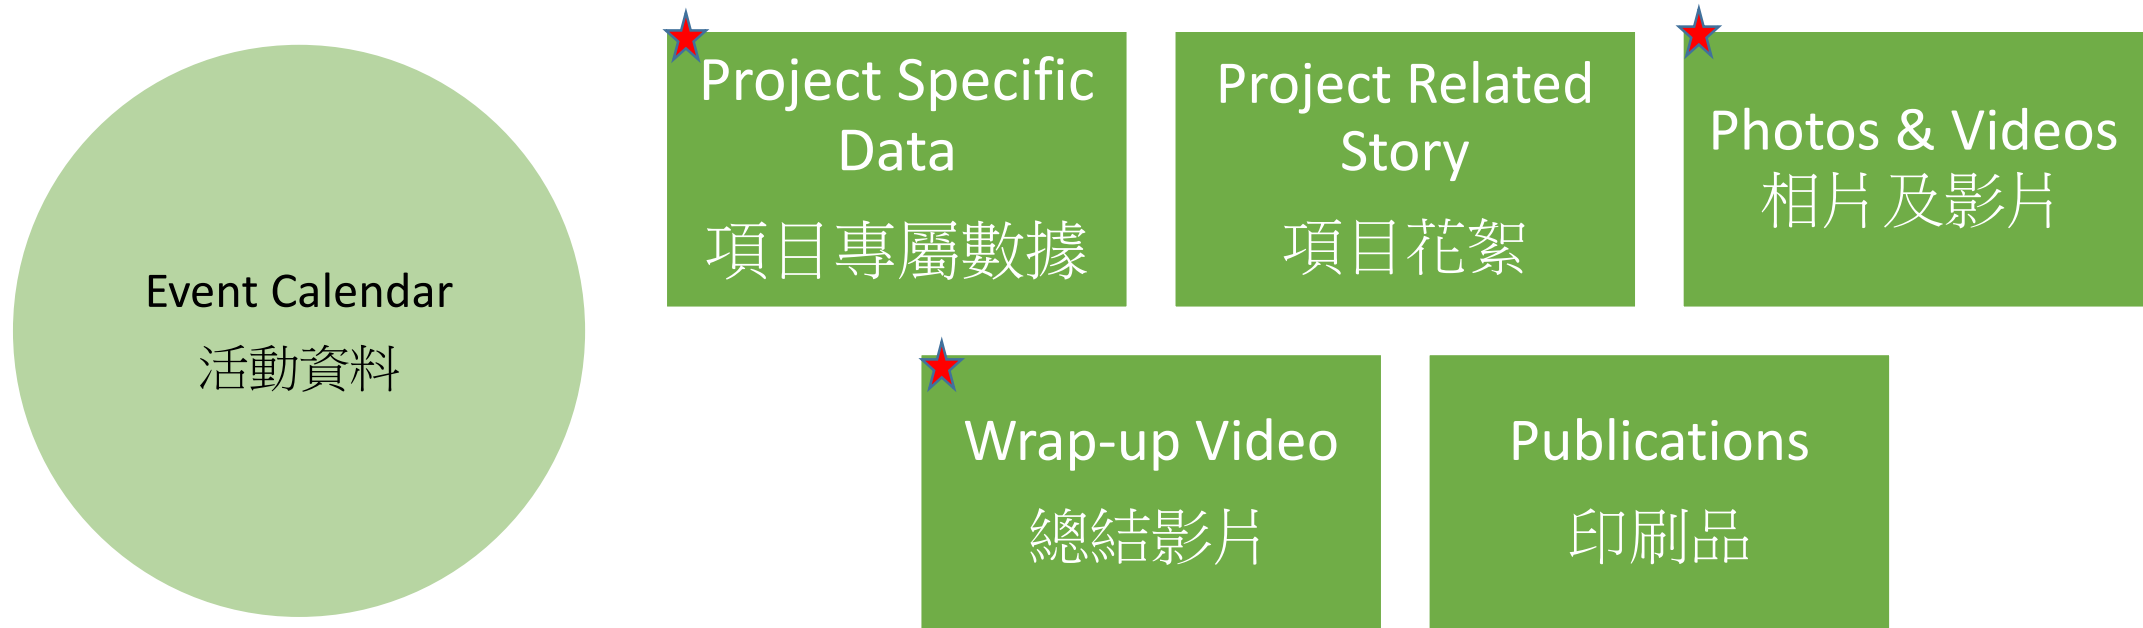 Event Calendar
活動資料
Project Specific
Data
項目專屬數據
Project Related
Story
項目花絮
Photos & Videos
相片及影片
Wrap-up Video
總結影片
Publications
印刷品